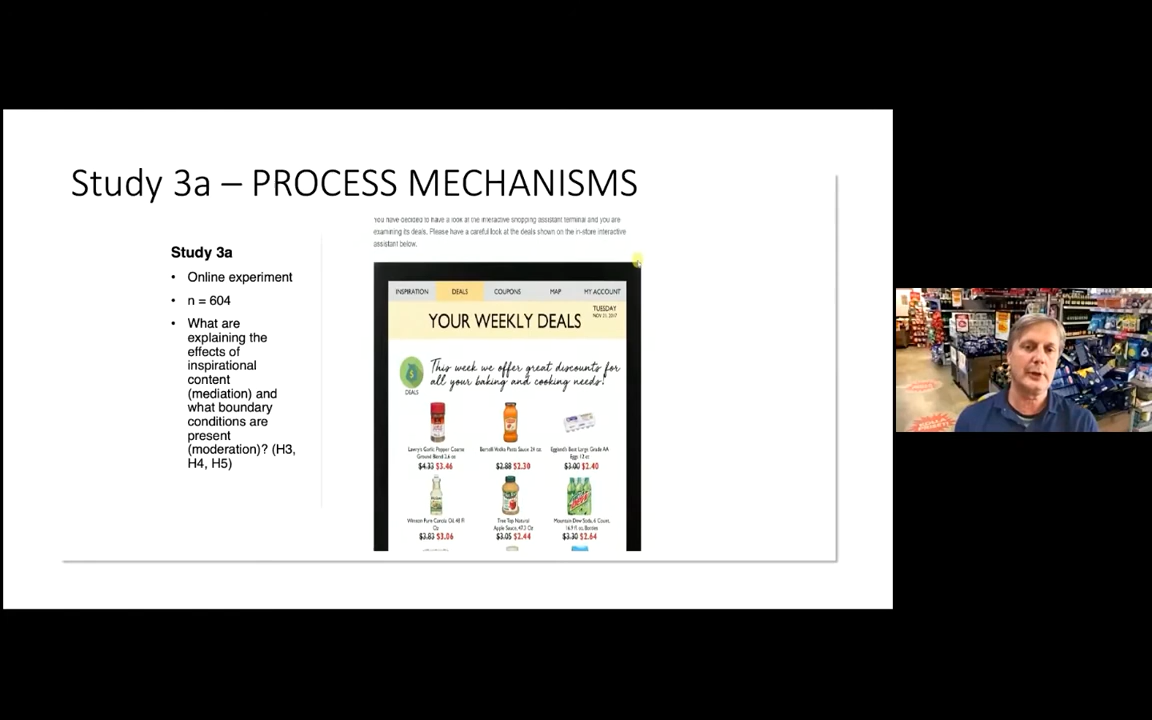 Study 3a – PROCESS MECHANISMS
Study 3a
• Online experiment
• n = 604
• What are
explaining the
effects of
inspirational
content
(mediation) and
what boundary
conditions are
present
(moderation)? (H3,
H4, H5)
You have decided to have a look at the interactive shopping assistant terminal and you are
examining its deals. Please have a careful look at the deals shown on the in-store interactive
assistant below.
INSPIRATION DEALS COUPONS MAP MY ACCOUNT
TUESDAY
NOV 21, 2017
YOUR WEEKLY DEALS
This week we offer great discounts for
all your baking and cooking needs!
DEALS
Lawry's Garlic Pepper Coarse
Ground Blend 2.6 oz
$4.33 $3.46
Bertolli Vodka Pasta Sauce 24 oz.
$2.88 $2.30
Eggland's Best Large Grade AA
Eggs 12 ct
$3.00 $2.40
Wesson Pure Canola Oil, 48 Fl
Oz
$3.83 $3.06
Tree Top Natural
Apple Sauce, 47.3 Oz
$3.05 $2.44
Mountain Dew Soda, 6 Count,
16.9 fl. oz. Bottles
$3.30 $2.64